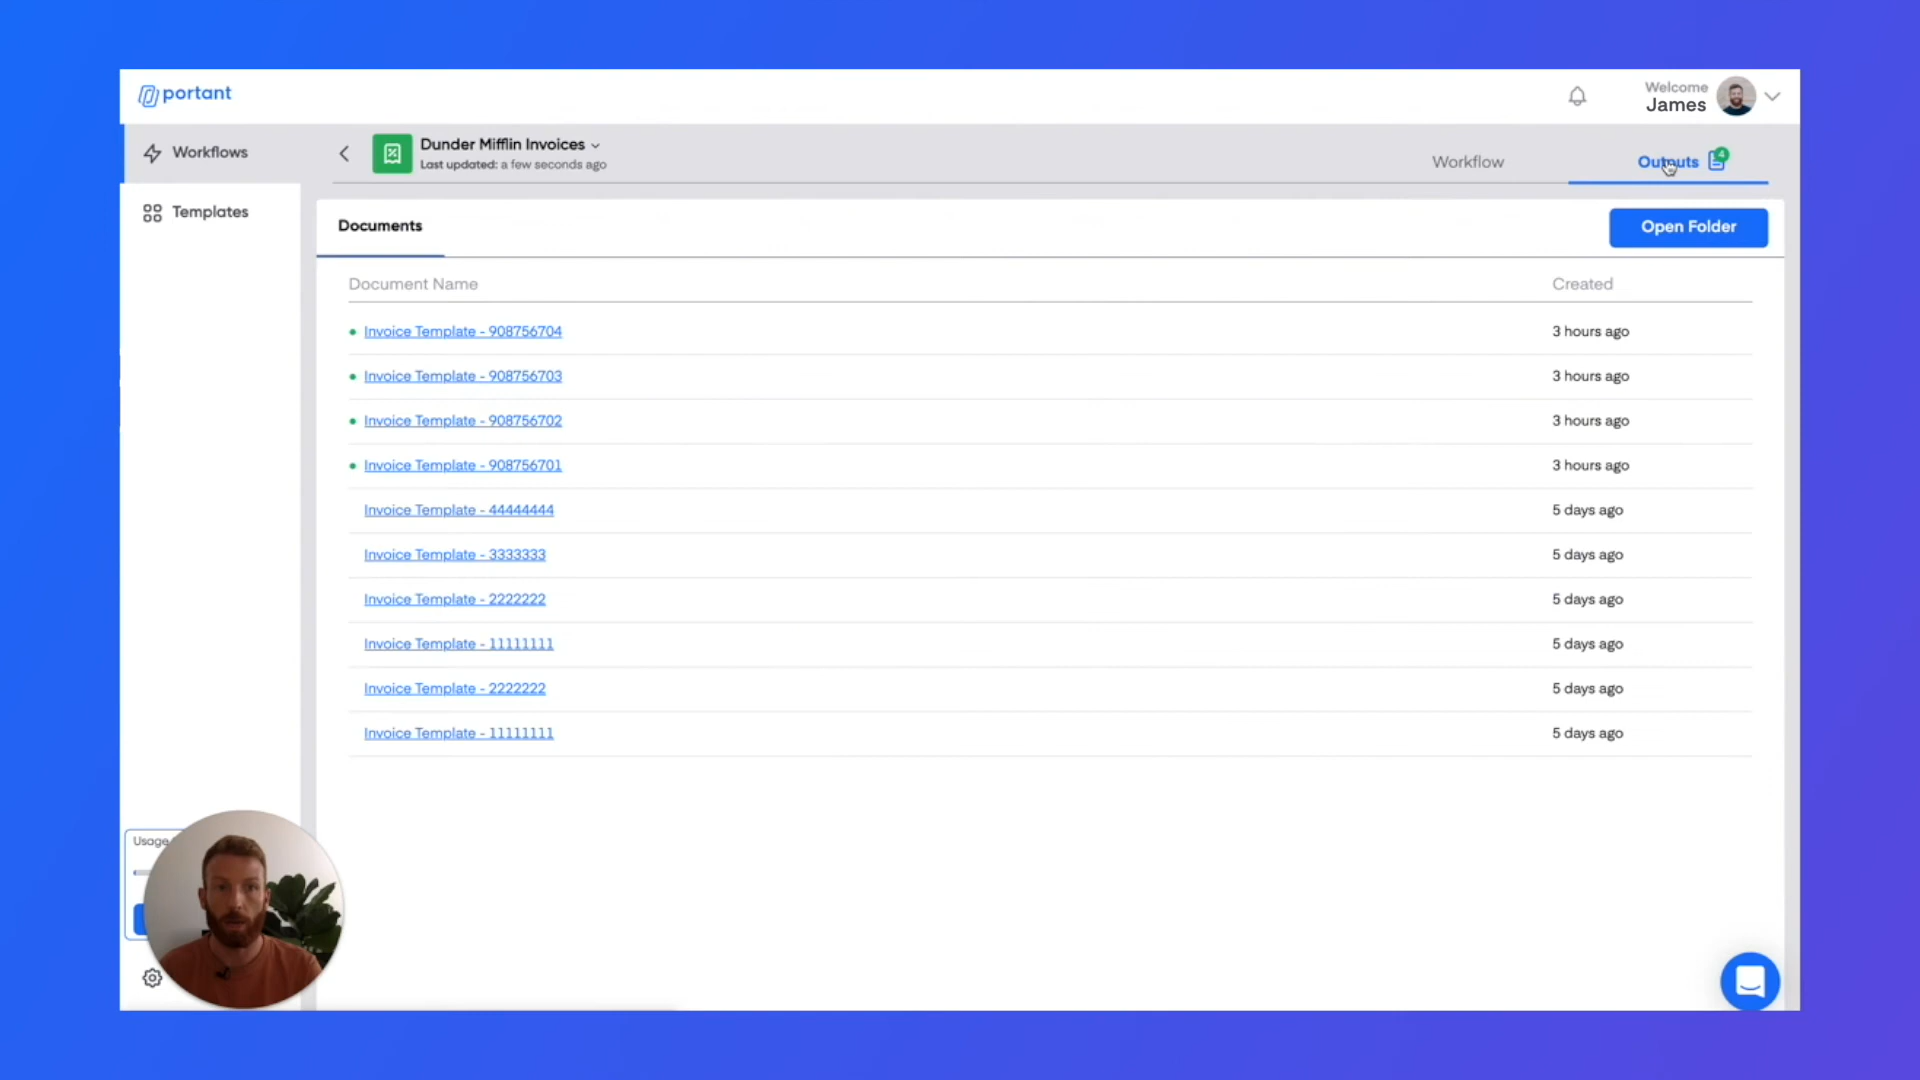 portant
Welcome
James
Workflows
Dunder Mifflin Invoices
Last updated: a few seconds ago
Workflow
Outputs
4
Templates
Documents
Open Folder
Document Name
Created
Invoice Template - 908756704
3 hours ago
Invoice Template - 908756703
3 hours ago
Invoice Template - 908756702
3 hours ago
Invoice Template - 908756701
3 hours ago
Invoice Template - 44444444
5 days ago
Invoice Template - 3333333
5 days ago
Invoice Template - 2222222
5 days ago
Invoice Template - 11111111
5 days ago
Invoice Template - 2222222
5 days ago
Invoice Template - 11111111
5 days ago
Usage